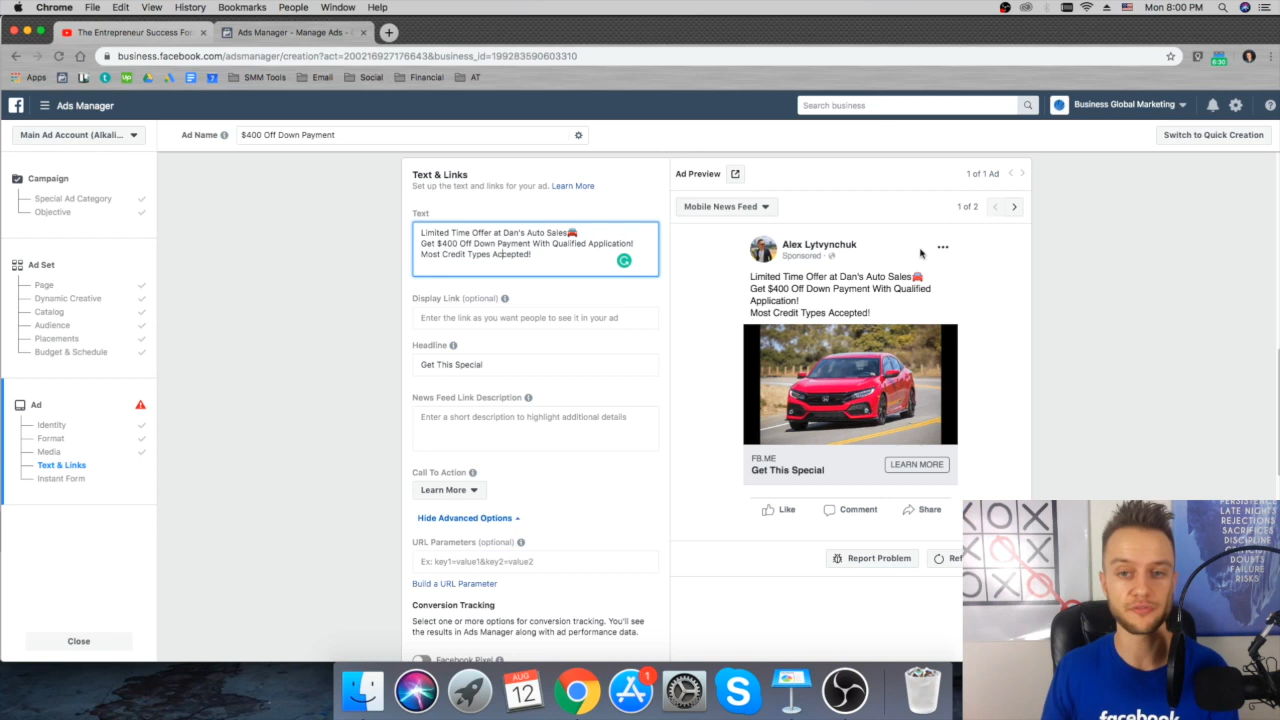 Chrome File Edit View History Bookmarks People Window Help
Mon 8:00 PM
The Entrepreneur Success For
Ads Manager - Manage Ads -
business.facebook.com/adsmanager/creation?act=200216927176643&business_id=199283590603310
6:30
Apps
Up
7
SMM Tools
Email
Social
Financial
AT
Ads Manager
Search business
Business Global Marketing
Main Ad Account (Alkali...
Ad Name
$400 Off Down Payment
Switch to Quick Creation
Campaign
Special Ad Category
Objective
Ad Set
Page
Dynamic Creative
Catalog
Audience
Placements
Budget & Schedule
Ad
Identity
Format
Media
Text & Links
Instant Form
Close
Text & Links
Set up the text and links for your ad. Learn More
Text
Limited Time Offer at Dan's Auto Sales🚘
Get $400 Off Down Payment With Qualified Application!
Most Credit Types Accepted!
Display Link (optional)
Enter the link as you want people to see it in your ad
Headline
Get This Special
News Feed Link Description
Enter a short description to highlight additional details
Call To Action
Learn More
Hide Advanced Options
URL Parameters (optional)
Ex: key1=value1&key2=value2
Build a URL Parameter
Conversion Tracking
Select one or more options for conversion tracking. You'll see
the results in Ads Manager along with ad performance data.
Facebook Pixel
Ad Preview
1 of 1 Ad
Mobile News Feed
1 of 2
Alex Lytvynchuk
Sponsored ·
Limited Time Offer at Dan's Auto Sales🚘
Get $400 Off Down Payment With Qualified
Application!
Most Credit Types Accepted!
FB.ME
Get This Special
LEARN MORE
Like
Comment
Share
Report Problem
Ref
PERSISTENCE
LATE NIGHTS
REJECTIONS
SACRIFICES
DISCIPLINE
DOUBTS
FAILURE
RISKS
facebook
AUG
12
1